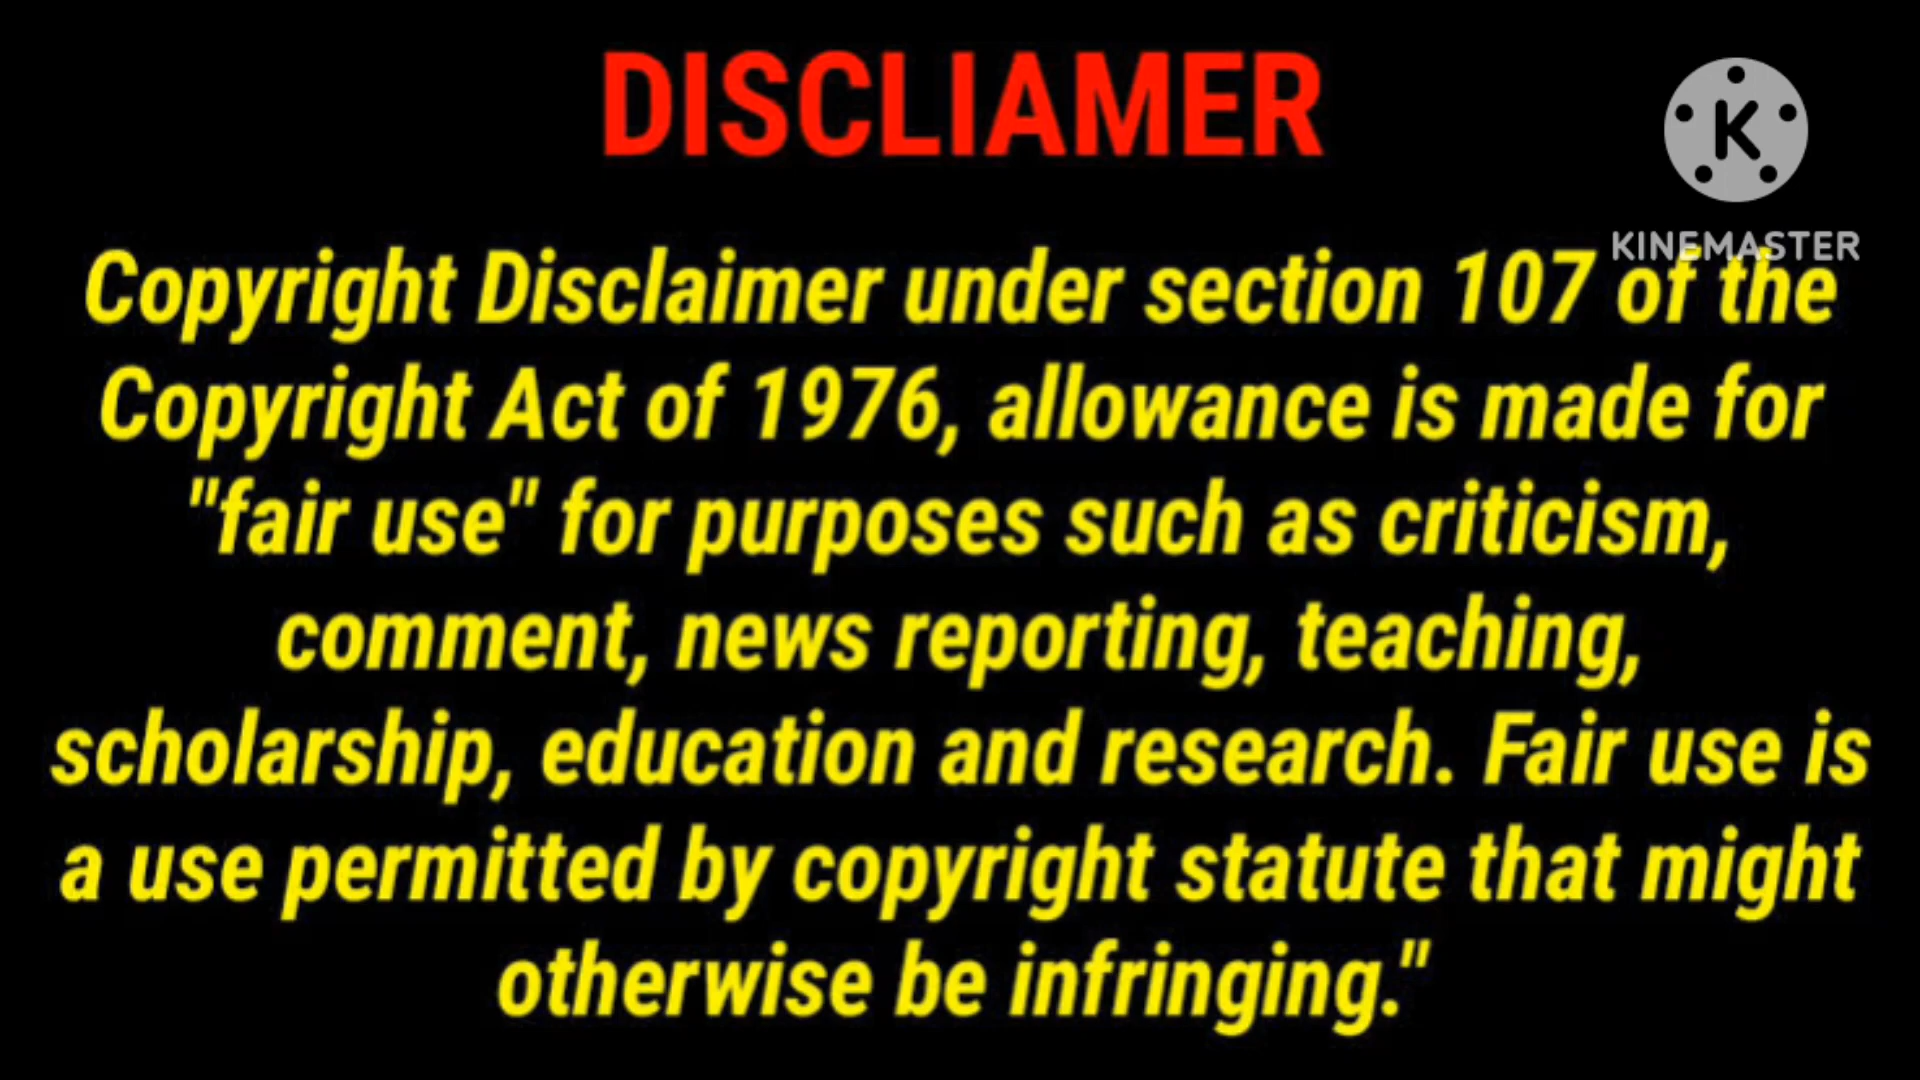 DISCLIAMER
K
KINEMASTER
Copyright Disclaimer under section 107 of the
Copyright Act of 1976, allowance is made for
"fair use" for purposes such as criticism,
comment, news reporting, teaching,
scholarship, education and research. Fair use is
a use permitted by copyright statute that might
otherwise be infringing."